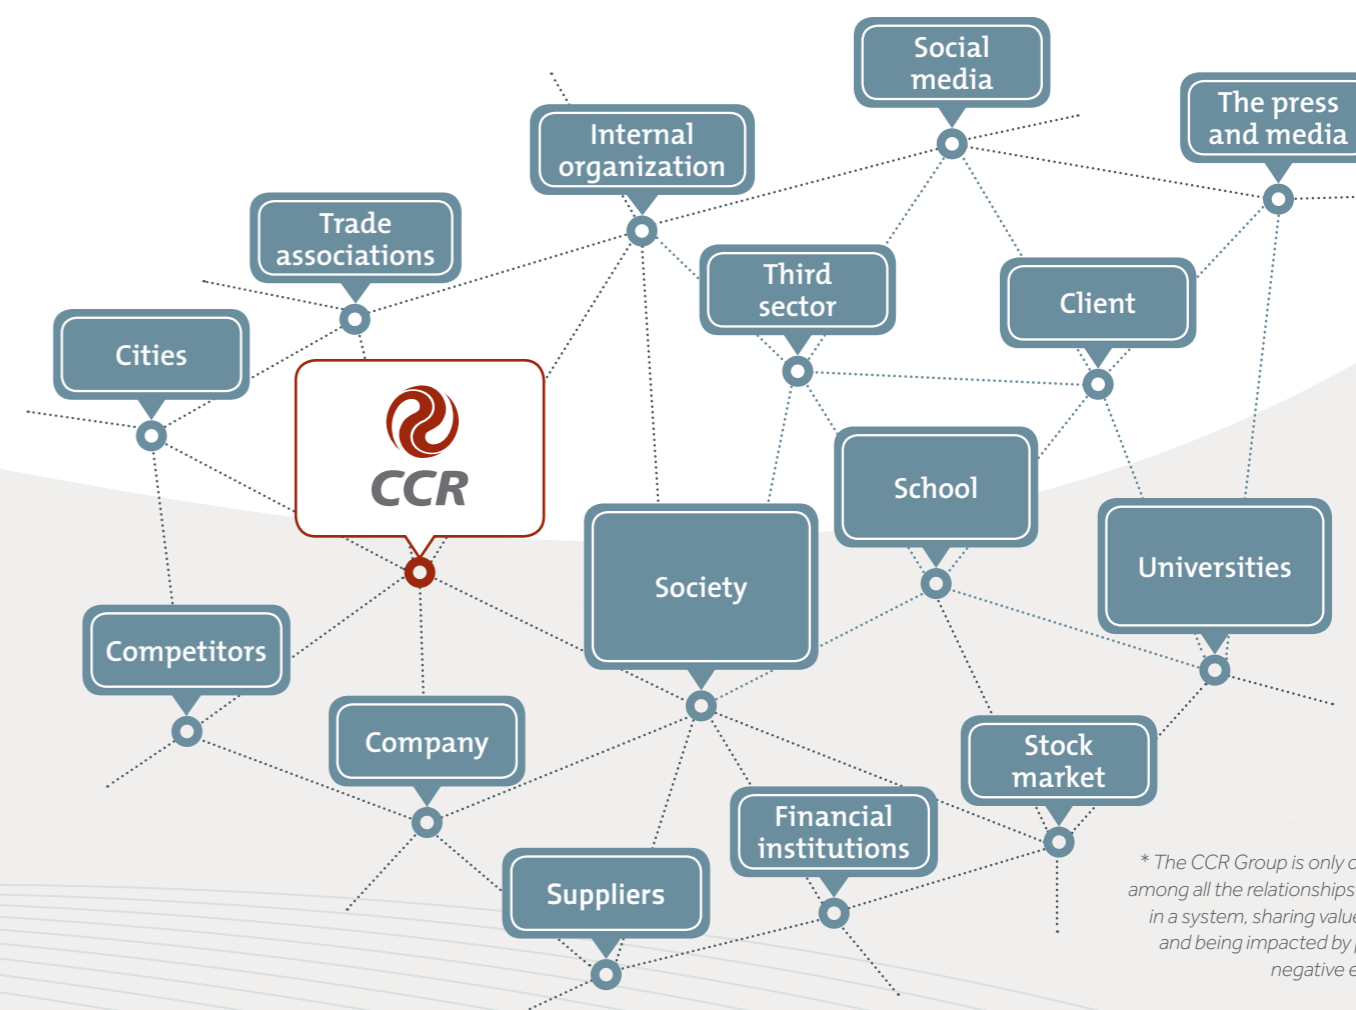 Social
media
The press
and media
Internal
organization
Trade
associations
Third
sector
Client
Cities
CCR
School
Society
Universities
Competitors
Company
Stock
market
Financial
institutions
Suppliers
* The CCR Group is only
among all the relationships
in a system, sharing
and being impacted by
negative